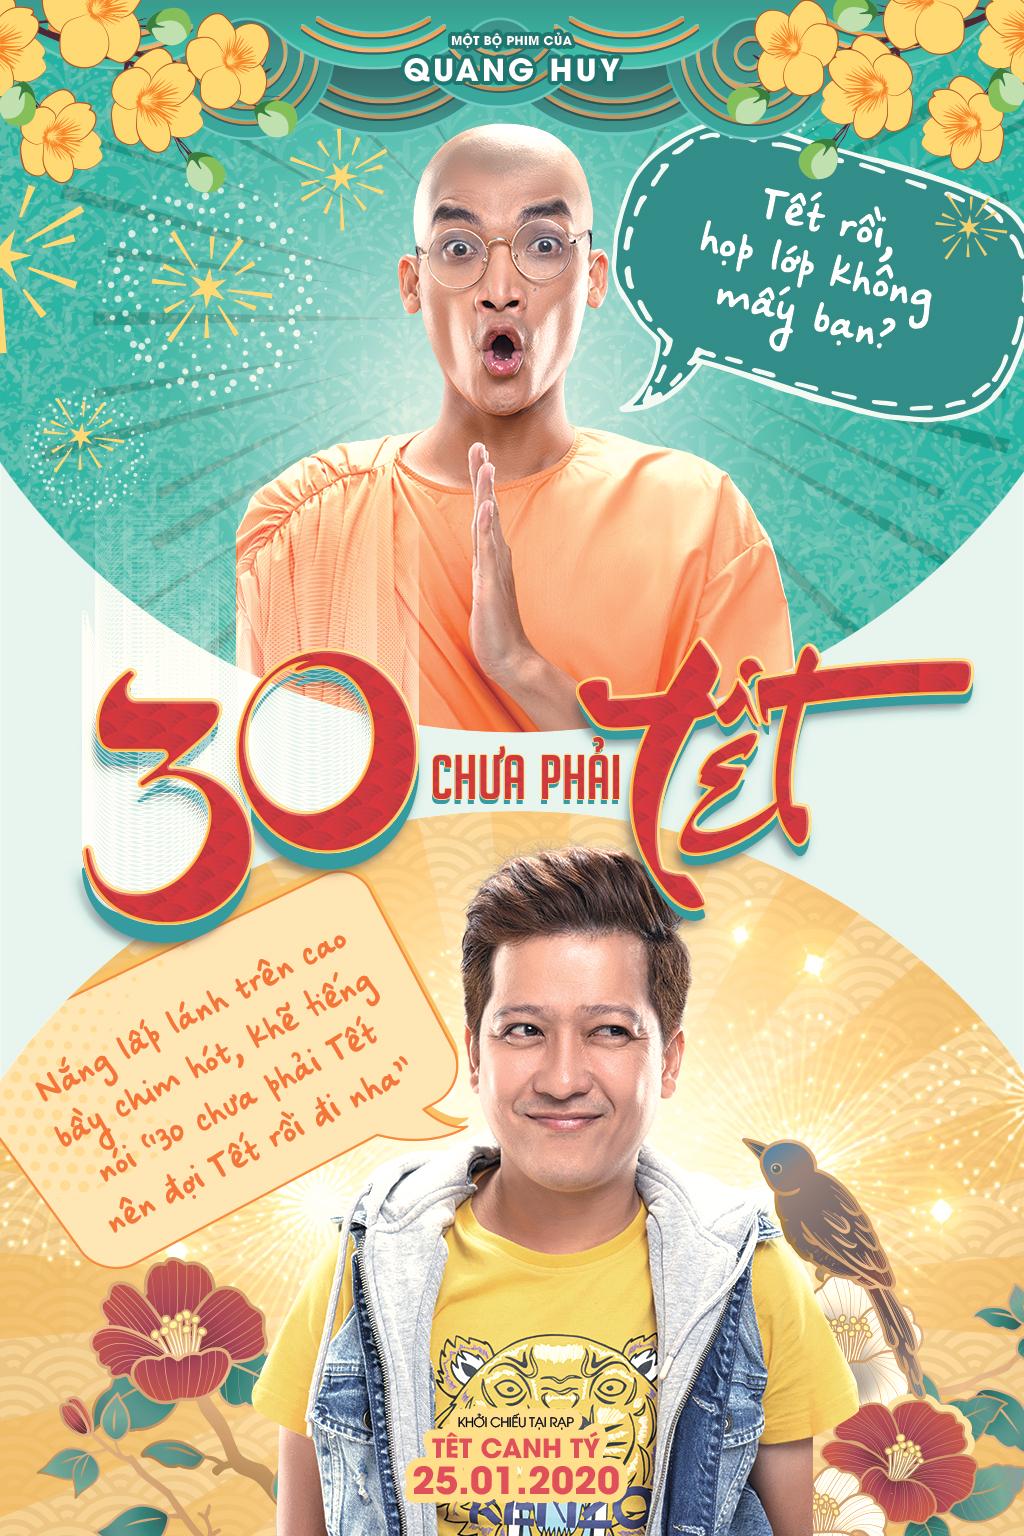 MỘT BỘ PHIM CỦA
QUANG HUY
Tết rồi,
họp lớp không
mấy bạn?
30 CHƯA PHẢI TẾT
Nắng lấp lánh trên cao
bầy chim hót, khẽ tiếng
nói “30 chưa phải Tết
nên đợi Tết rồi đi nha”
KHỞI CHIẾU TẠI RẠP
TẾT CANH TÝ
25.01.2020
KENZO